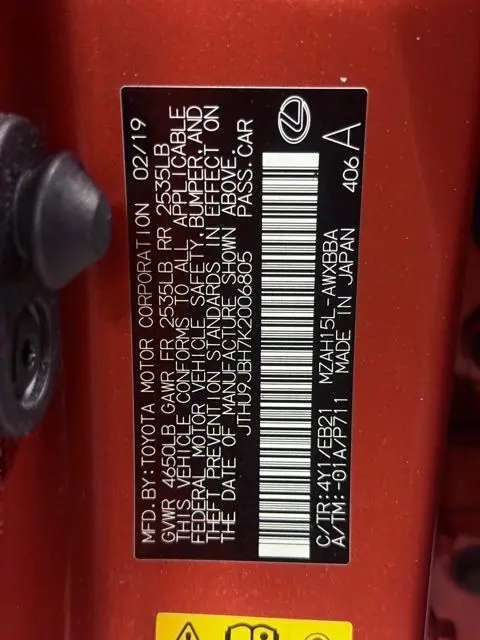 MFD. BY: TOYOTA MOTOR CORPORATION 02/19
GVWR 4650LB GAWR FR 2535LB RR 2535LB
THIS VEHICLE CONFORMS TO ALL APPLICABLE
FEDERAL MOTOR VEHICLE SAFETY, BUMPER, AND
THEFT PREVENTION STANDARDS IN EFFECT ON
THE DATE OF MANUFACTURE SHOWN ABOVE.
JTHU9JBH7K2006805 PASS. CAR
C/TR: 4Y1/EB21 MZAH15L-AWXBBA 406
A/TM: -01A/P711 MADE IN JAPAN A